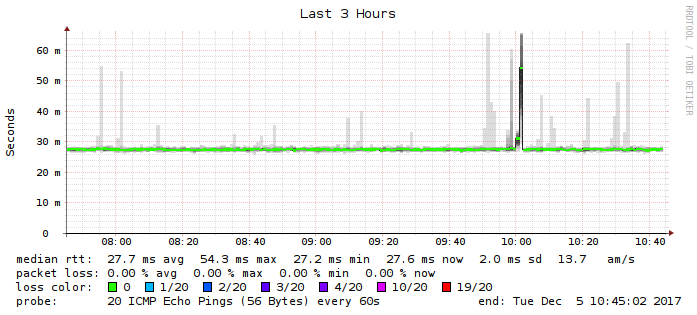 Last 3 Hours
RRDTOOL / TOBI OETIKER
Seconds
60 m
50 m
40 m
30 m
20 m
10 m
0
08:00 08:20 08:40 09:00 09:20 09:40 10:00 10:20 10:40
median rtt: 27.7 ms avg 54.3 ms max 27.2 ms min 27.6 ms now 2.0 ms sd 13.7 am/s
packet loss: 0.00 % avg 0.00 % max 0.00 % min 0.00 % now
loss color: 0 1/20 2/20 3/20 4/20 10/20 19/20
probe: 20 ICMP Echo Pings (56 Bytes) every 60s end: Tue Dec 5 10:45:02 2017